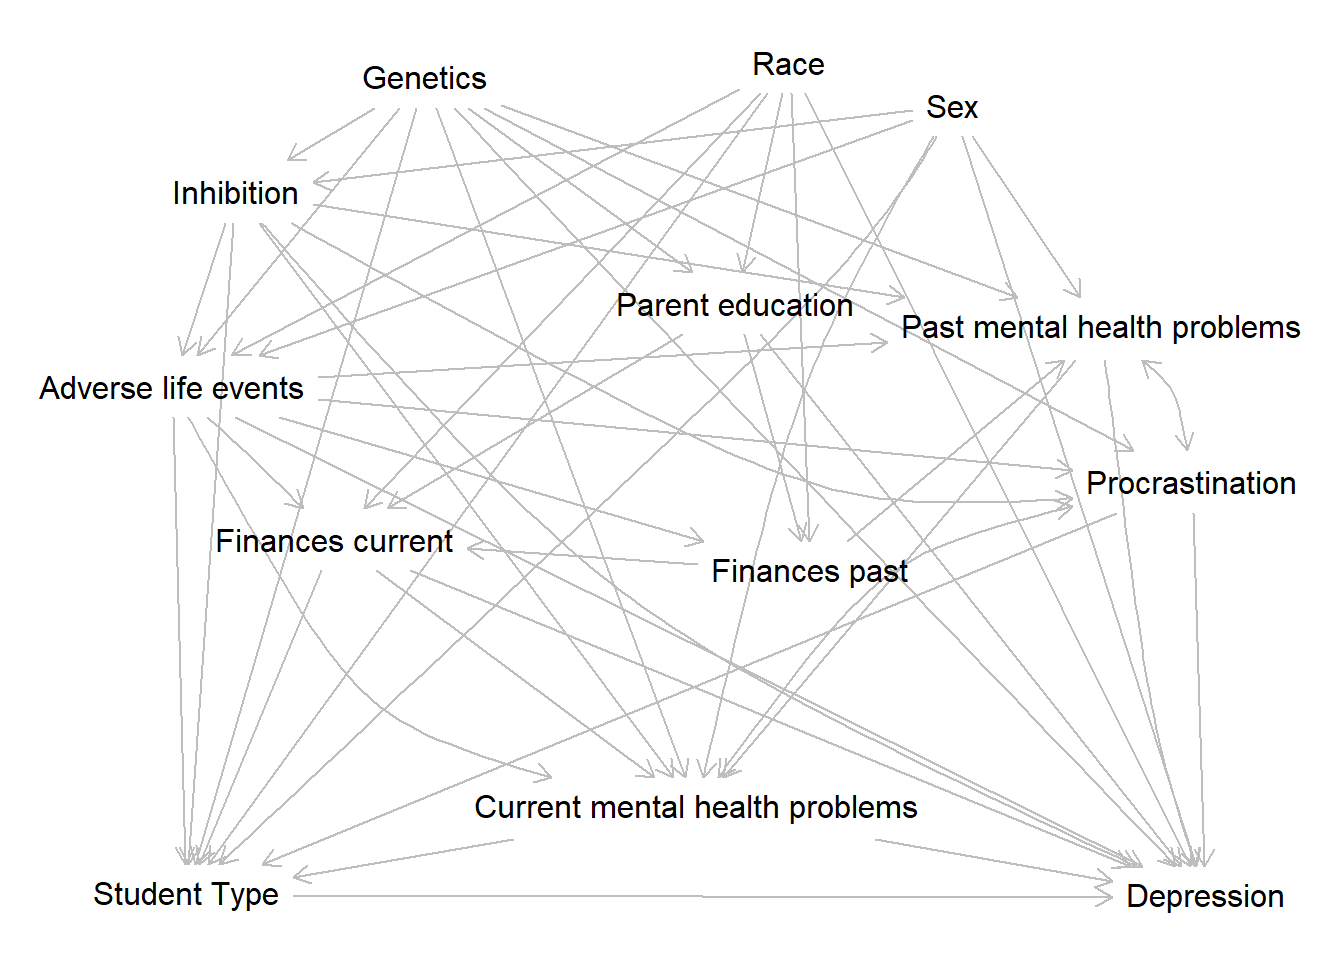 Race
Genetics
Sex
Inhibition
Parent education
Past mental health problems
Adverse life events
Procrastination
Finances current
Finances past
Current mental health problems
Student Type
Depression